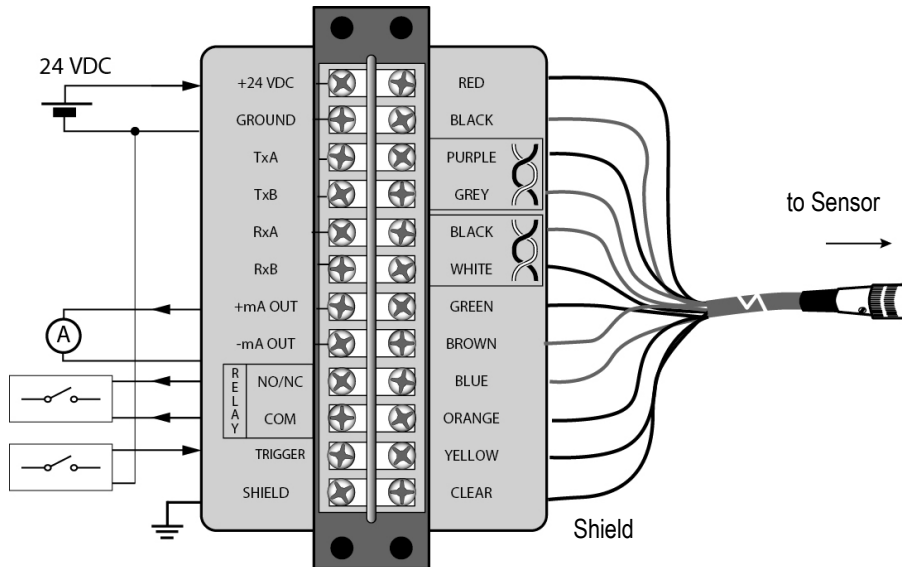 24 VDC
+24 VDC RED
GROUND BLACK
TxA PURPLE
TxB GREY
RxA BLACK
RxB WHITE
+mA OUT GREEN
-mA OUT BROWN
RELAY
NO/NC BLUE
COM ORANGE
TRIGGER YELLOW
SHIELD CLEAR
A
to Sensor
Shield